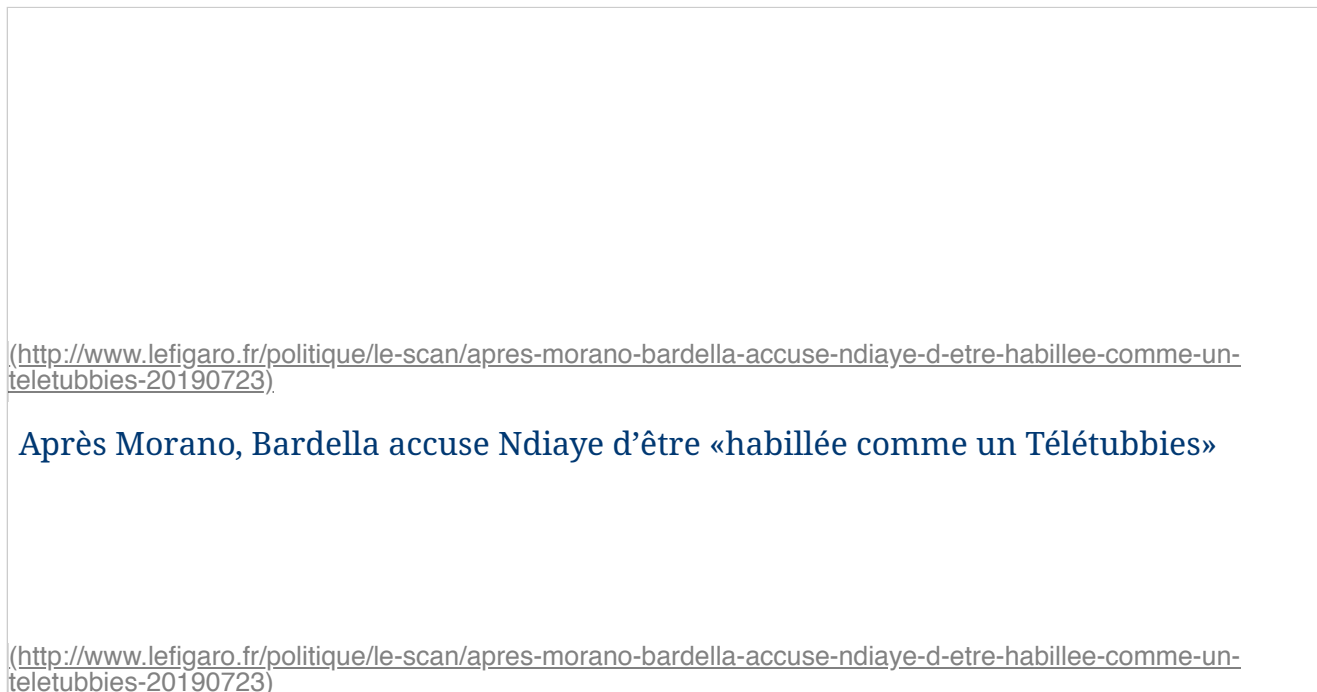 (http://www.lefigaro.fr/politique/le-scan/apres-morano-bardella-accuse-ndiaye-d-etre-habillee-comme-un-
teletubbies-20190723)
Après Morano, Bardella accuse Ndiaye d’être «habillée comme un Télétubbies»
(http://www.lefigaro.fr/politique/le-scan/apres-morano-bardella-accuse-ndiaye-d-etre-habillee-comme-un-
teletubbies-20190723)